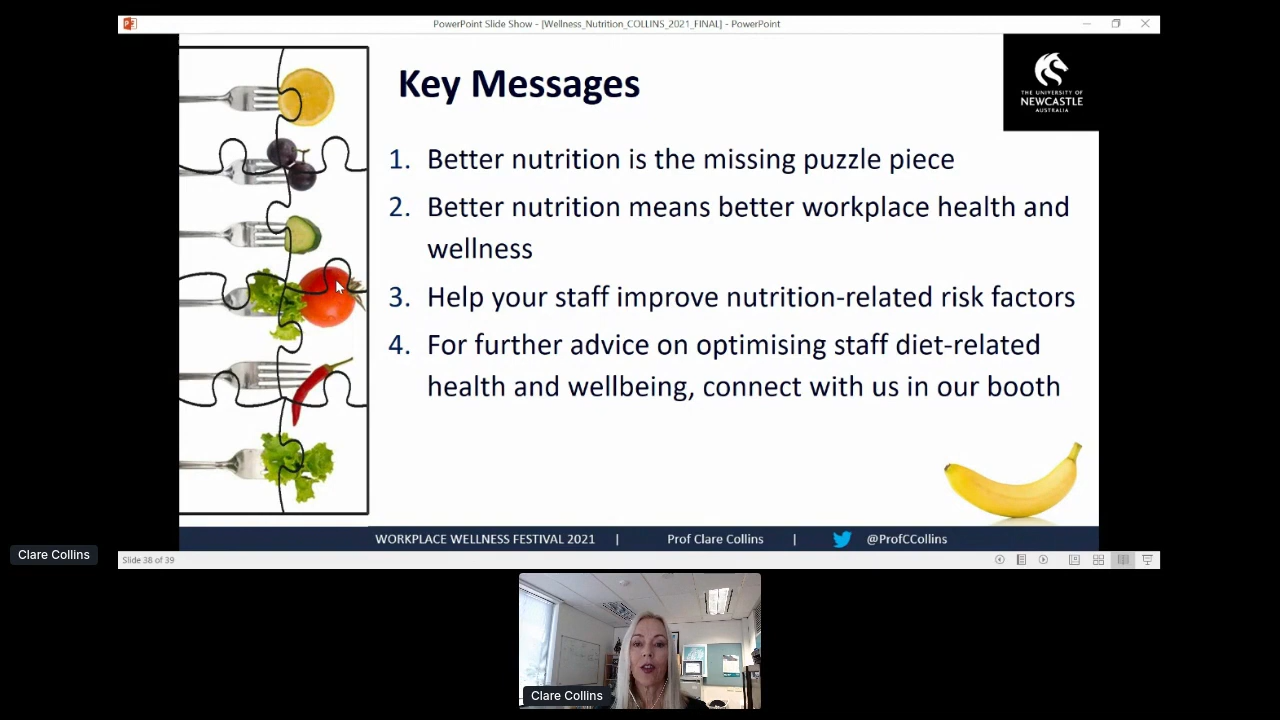 PowerPoint Slide Show - [Wellness_Nutrition_COLLINS_2021_FINAL] - PowerPoint
Key Messages
THE UNIVERSITY OF
NEWCASTLE
AUSTRALIA
1. Better nutrition is the missing puzzle piece
2. Better nutrition means better workplace health and
wellness
3. Help your staff improve nutrition-related risk factors
4. For further advice on optimising staff diet-related
health and wellbeing, connect with us in our booth
WORKPLACE WELLNESS FESTIVAL 2021 | Prof Clare Collins | @ProfCCollins
Clare Collins
Slide 38 of 39
Clare Collins